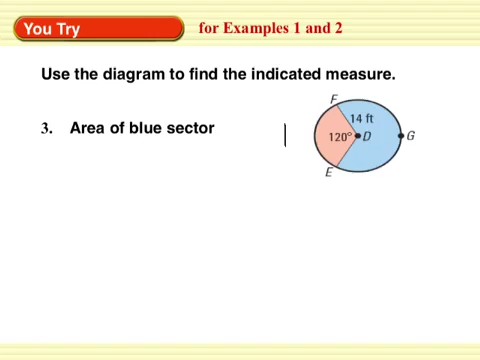 You Try
for Examples 1 and 2
Use the diagram to find the indicated measure.
3. Area of blue sector
F
14 ft
120°
D
G
E